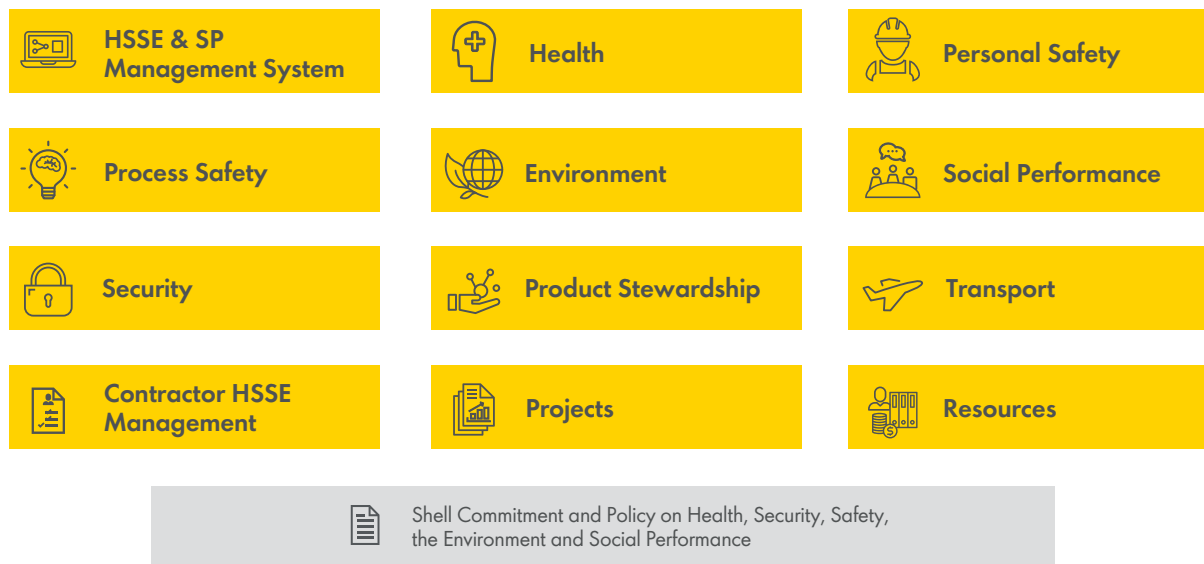 HSSE & SP
Management System
Health
Personal Safety
Process Safety
Environment
Social Performance
Security
Product Stewardship
Transport
Contractor HSSE
Management
Projects
Resources
Shell Commitment and Policy on Health, Security, Safety,
the Environment and Social Performance